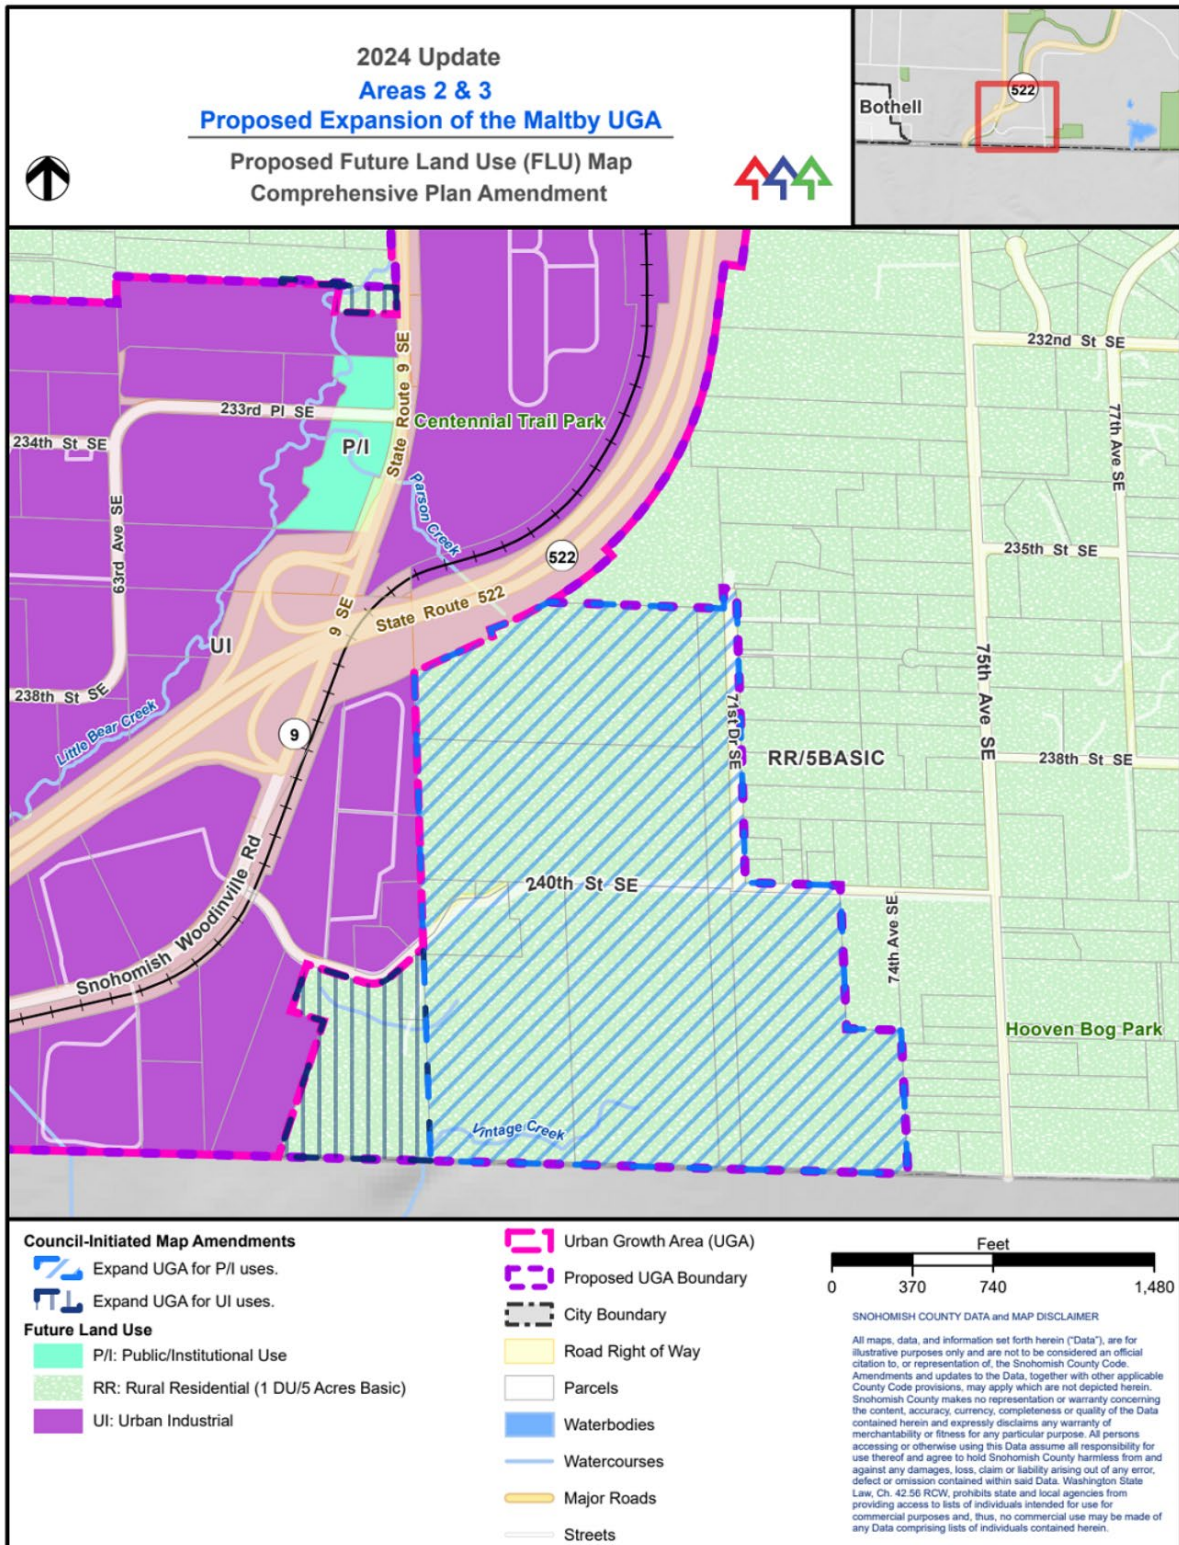 2024 Update
Areas 2 & 3
Proposed Expansion of the Maltby UGA
Proposed Future Land Use (FLU) Map
Comprehensive Plan Amendment
522
Bothell
232nd St SE
State Route 9 SE
233rd Pl SE
77th Ave SE
Centennial Trail Park
234th St SE
P/I
Parson Creek
63rd Ave SE
235th St SE
522
State Route 522
9 SE
UI
75th Ave SE
238th St SE
71st Dr SE
Little Bear Creek
9
RR/5BASIC
238th St SE
Snohomish Woodinville Rd
240th St SE
74th Ave SE
Hooven Bog Park
Vintage Creek
Council-Initiated Map Amendments
Expand UGA for P/I uses.
Expand UGA for UI uses.
Future Land Use
P/I: Public/Institutional Use
RR: Rural Residential (1 DU/5 Acres Basic)
UI: Urban Industrial
Urban Growth Area (UGA)
Proposed UGA Boundary
City Boundary
Road Right of Way
Parcels
Waterbodies
Watercourses
Major Roads
Streets
Feet
0 370 740 1,480
SNOHOMISH COUNTY DATA and MAP DISCLAIMER
All maps, data, and information set forth herein ("Data"), are for
illustrative purposes only and are not to be considered an official
citation to, or representation of, the Snohomish County Code.
Amendments and updates to the Data, together with other applicable
County Code provisions, may apply which are not depicted herein.
Snohomish County makes no representation or warranty concerning
the content, accuracy, currency, completeness or quality of the Data
contained herein and expressly disclaims any warranty of
merchantability or fitness for any particular purpose. All persons
accessing or otherwise using this Data assume all responsibility for
use thereof and agree to hold Snohomish County harmless from and
against any damages, loss, claim or liability arising out of any error,
defect or omission contained within said Data. Washington State
Law, Ch. 42.56 RCW, prohibits state and local agencies from
providing access to lists of individuals intended for use for
commercial purposes and, thus, no commercial use may be made of
any Data comprising lists of individuals contained herein.